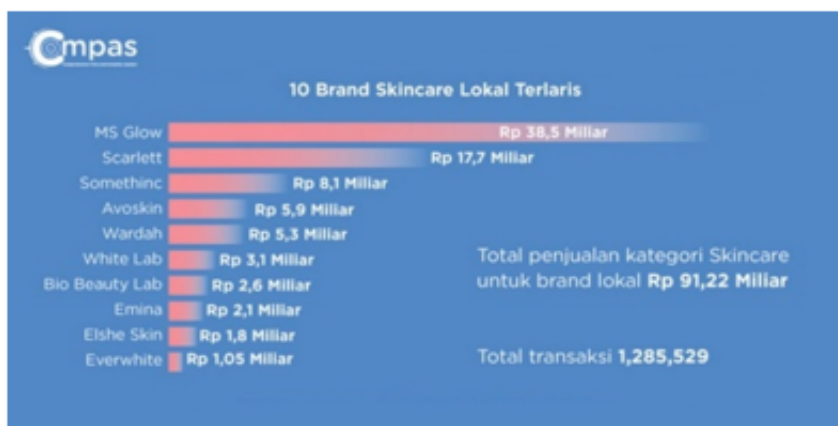 Compas
10 Brand Skincare Lokal Terlaris
MS Glow Rp 38,5 Miliar
Scarlett Rp 17,7 Miliar
Somethinc Rp 8,1 Miliar
Avoskin Rp 5,9 Miliar
Wardah Rp 5,3 Miliar
White Lab Rp 3,1 Miliar
Bio Beauty Lab Rp 2,6 Miliar
Emina Rp 2,1 Miliar
Elshe Skin Rp 1,8 Miliar
Everwhite Rp 1,05 Miliar
Total penjualan kategori Skincare
untuk brand lokal Rp 91,22 Miliar
Total transaksi 1,285,529